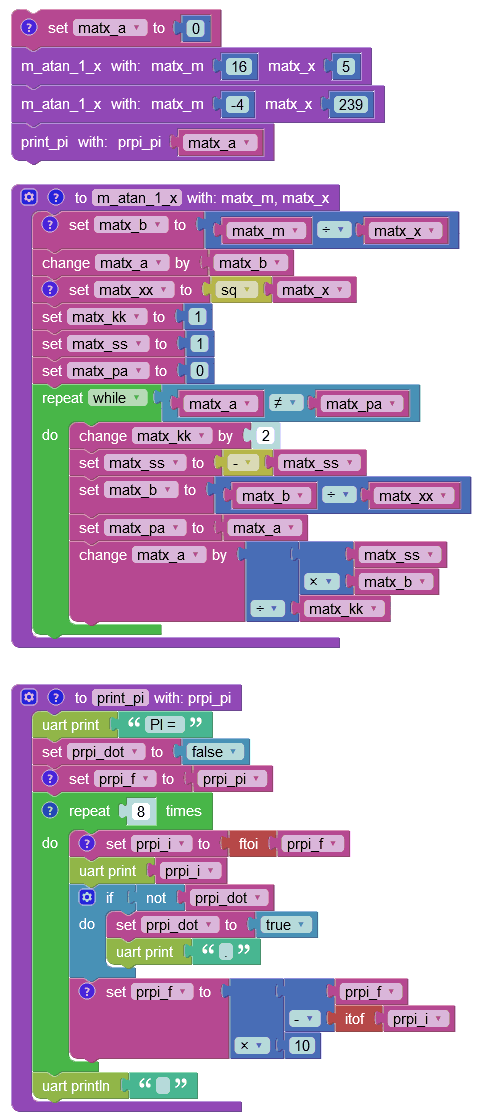 ? set matx_a ▾ to 0
m_atan_1_x with: matx_m 16 matx_x 5
m_atan_1_x with: matx_m -4 matx_x 239
print_pi with: prpi_pi matx_a ▾
? to m_atan_1_x with: matx_m, matx_x
? set matx_b ▾ to matx_m ▾ ÷ ▾ matx_x ▾
change matx_a ▾ by matx_b ▾
? set matx_xx ▾ to sq ▾ matx_x ▾
set matx_kk ▾ to 1
set matx_ss ▾ to 1
set matx_pa ▾ to 0
repeat while ▾ matx_a ▾ ≠ ▾ matx_pa ▾
do change matx_kk ▾ by 2
set matx_ss ▾ to - ▾ matx_ss ▾
set matx_b ▾ to matx_b ▾ ÷ ▾ matx_xx ▾
set matx_pa ▾ to matx_a ▾
change matx_a ▾ by matx_ss ▾
× ▾ matx_b ▾
÷ ▾ matx_kk ▾
? to print_pi with: prpi_pi
uart print “ PI = ”
set prpi_dot ▾ to false ▾
? set prpi_f ▾ to prpi_pi ▾
? repeat 8 times
do ? set prpi_i ▾ to ftoi prpi_f ▾
uart print prpi_i ▾
if not prpi_dot ▾
do set prpi_dot ▾ to true ▾
uart print “ . ”
? set prpi_f ▾ to prpi_f ▾
- ▾ itof prpi_i ▾
× ▾ 10
uart println “ ”